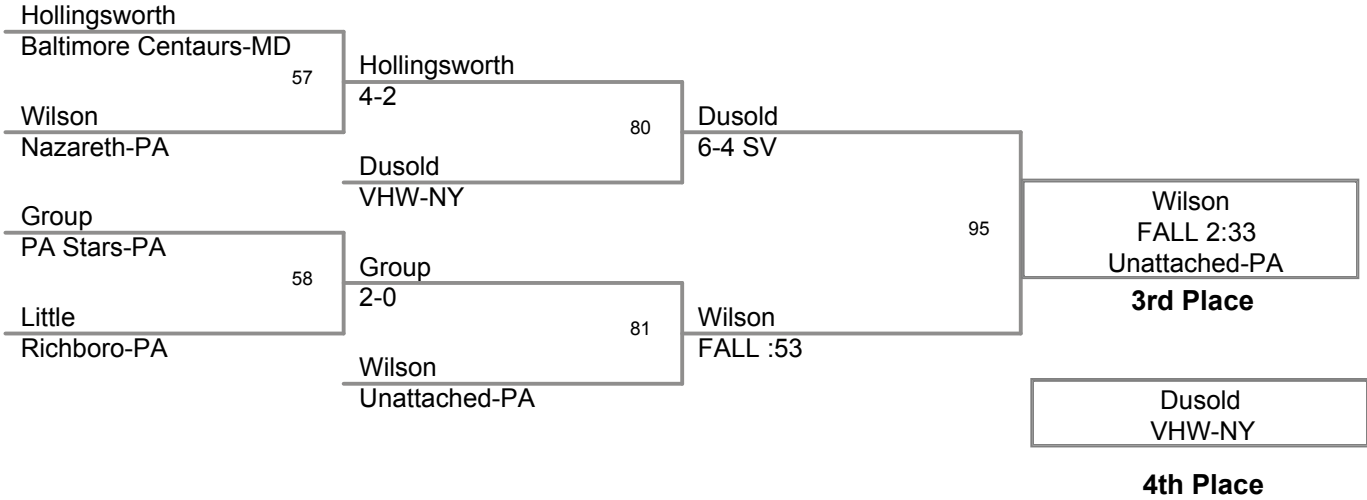 Hollingsworth
Baltimore Centaurs-MD
57
Wilson
Nazareth-PA
Group
PA Stars-PA
58
Little
Richboro-PA
Hollingsworth
4-2
80
Dusold
VHW-NY
Group
2-0
81
Wilson
Unattached-PA
Dusold
6-4 SV
95
Wilson
FALL :53
Wilson
FALL 2:33
Unattached-PA
3rd Place
Dusold
VHW-NY
4th Place